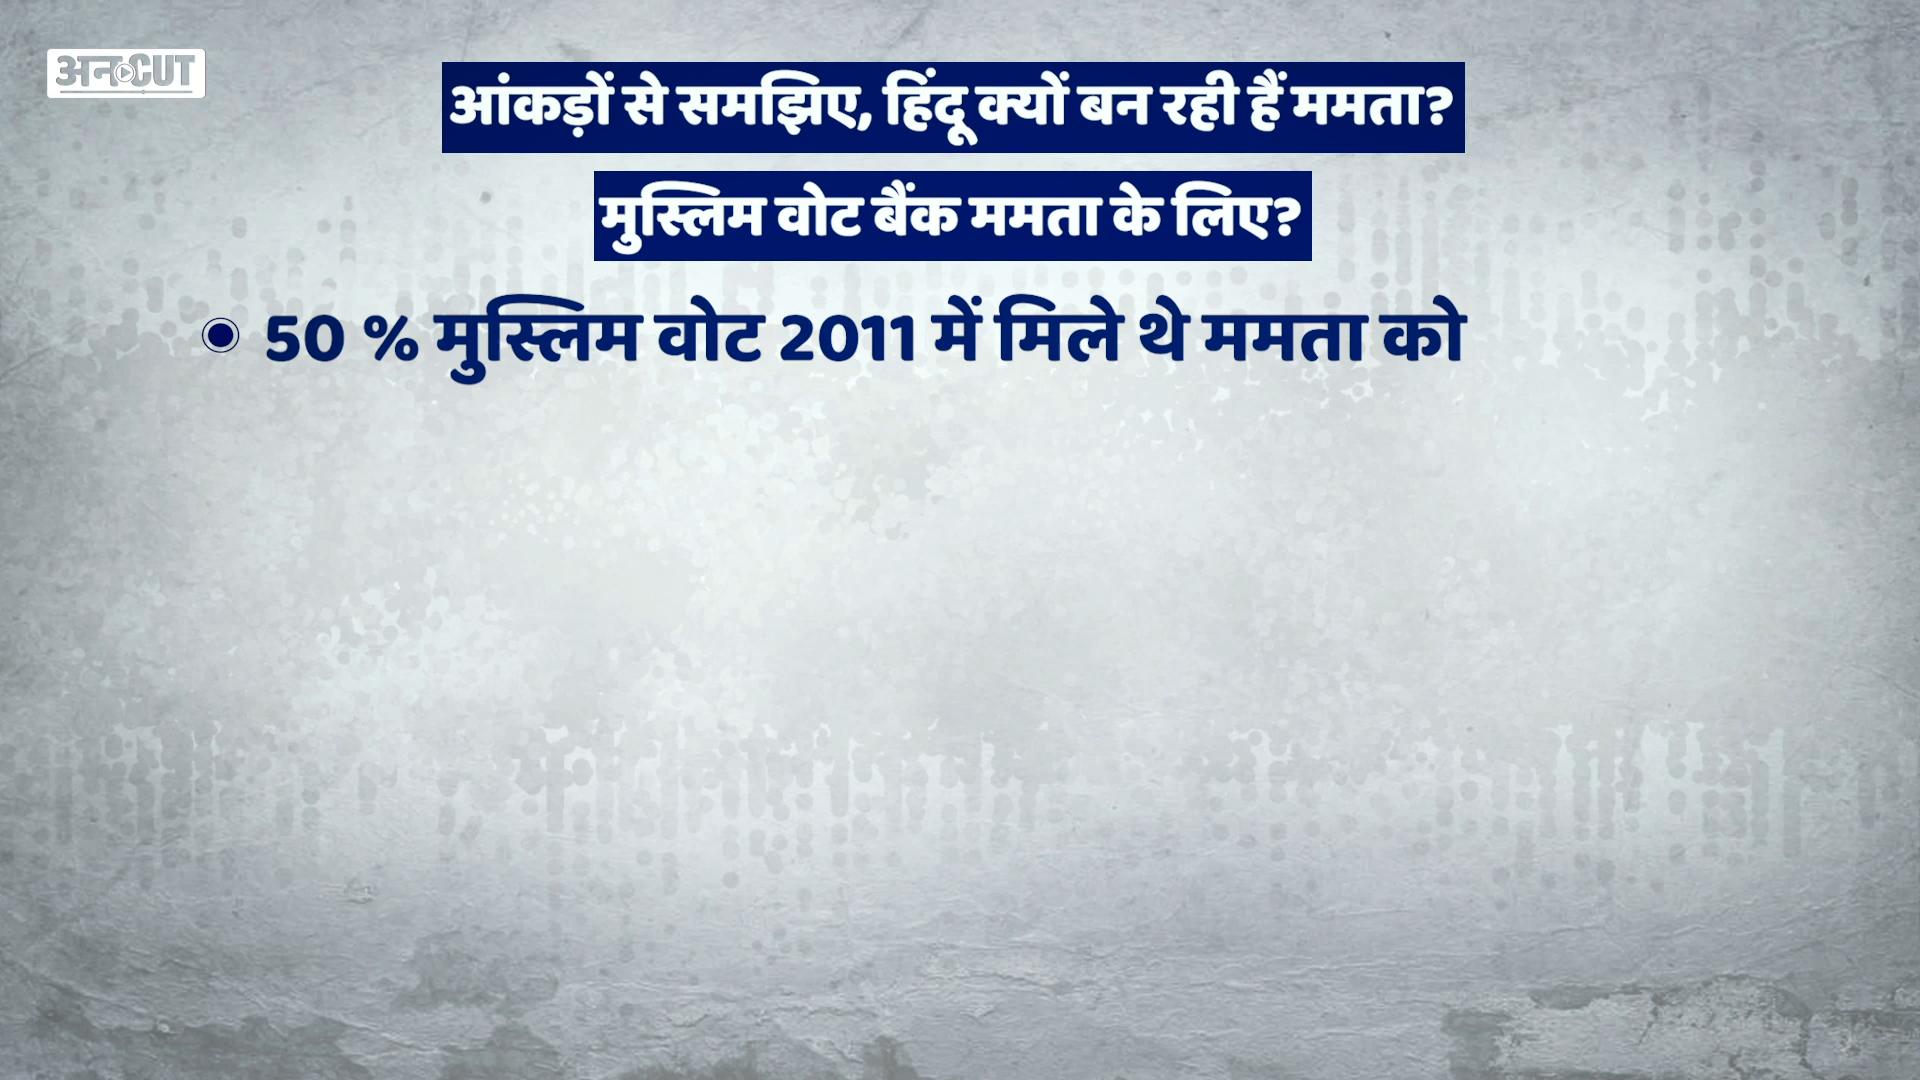 अनCUT
आंकड़ों से समझिए, हिंदू क्यों बन रही हैं ममता?
मुस्लिम वोट बैंक ममता के लिए?
50 % मुस्लिम वोट 2011 में मिले थे ममता को